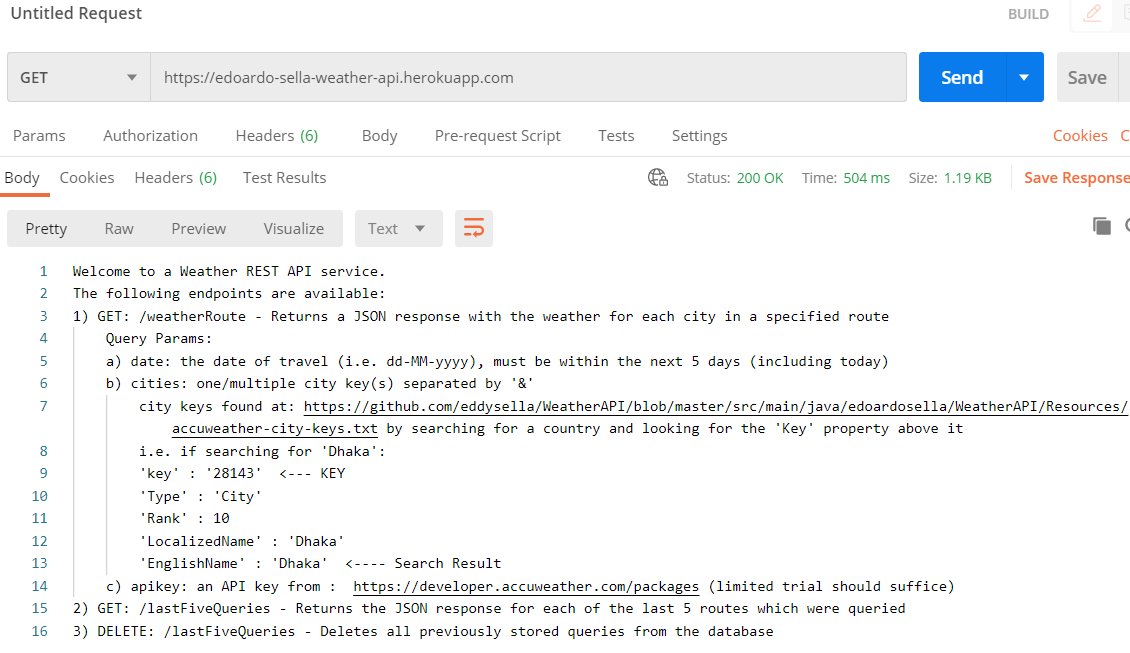 Untitled Request
BUILD
GET
https://edoardo-sella-weather-api.herokuapp.com
Send
Save
Params Authorization Headers (6) Body Pre-request Script Tests Settings Cookies C
Body Cookies Headers (6) Test Results Status: 200 OK Time: 504 ms Size: 1.19 KB Save Response
Pretty Raw Preview Visualize Text
1 Welcome to a Weather REST API service.
2 The following endpoints are available:
3 1) GET: /weatherRoute - Returns a JSON response with the weather for each city in a specified route
4 Query Params:
5 a) date: the date of travel (i.e. dd-MM-yyyy), must be within the next 5 days (including today)
6 b) cities: one/multiple city key(s) separated by '&'
7 city keys found at: https://github.com/eddysella/WeatherAPI/blob/master/src/main/java/edoardosella/WeatherAPI/Resources/
accuweather-city-keys.txt by searching for a country and looking for the 'Key' property above it
8 i.e. if searching for 'Dhaka':
9 'key' : '28143' <--- KEY
10 'Type' : 'City'
11 'Rank' : 10
12 'LocalizedName' : 'Dhaka'
13 'EnglishName' : 'Dhaka' <---- Search Result
14 c) apikey: an API key from : https://developer.accuweather.com/packages (limited trial should suffice)
15 2) GET: /lastFiveQueries - Returns the JSON response for each of the last 5 routes which were queried
16 3) DELETE: /lastFiveQueries - Deletes all previously stored queries from the database